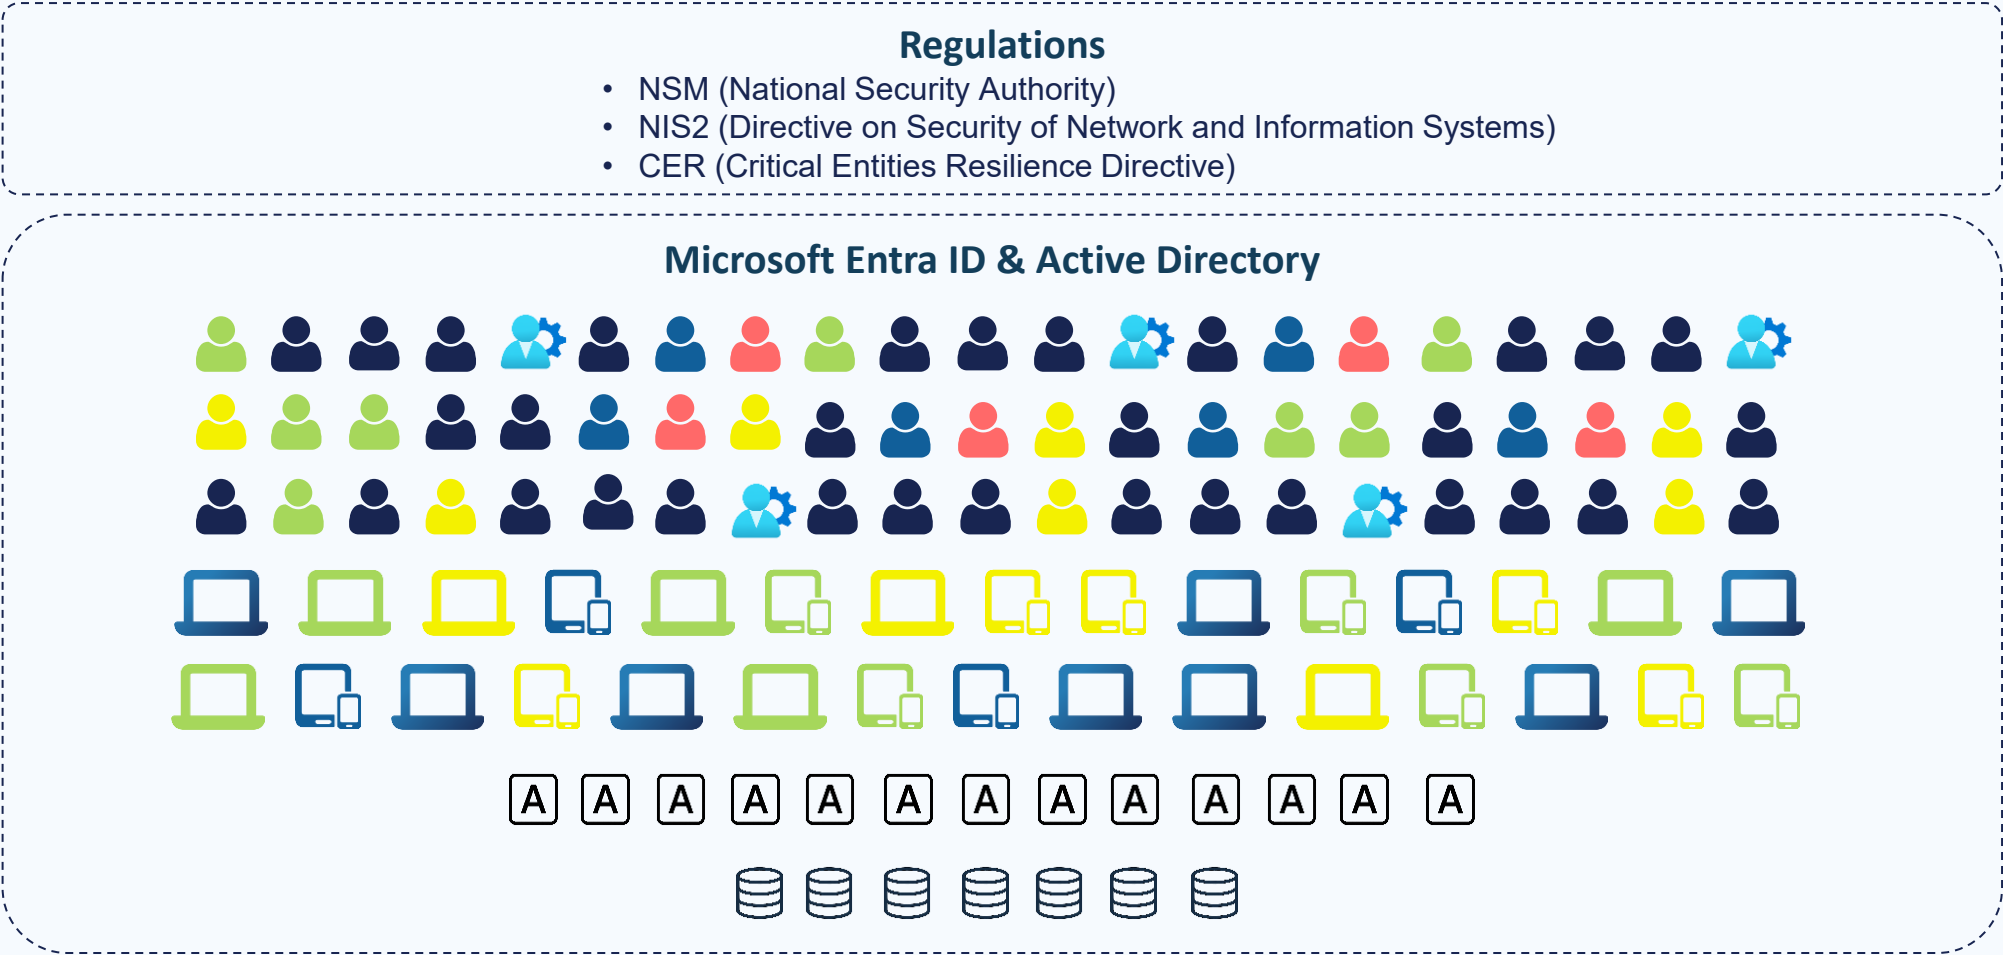 Regulations
• NSM (National Security Authority)
• NIS2 (Directive on Security of Network and Information Systems)
• CER (Critical Entities Resilience Directive)
Microsoft Entra ID & Active Directory
A A A A A A A A A A A A A